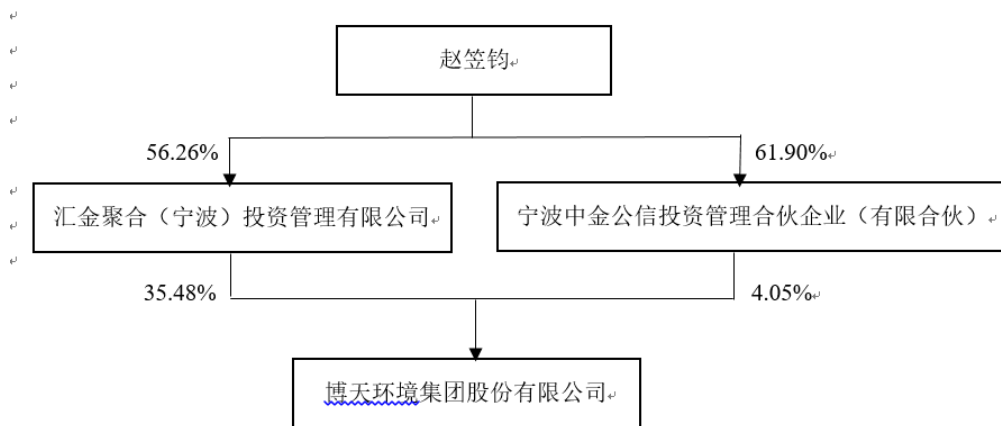 赵笠钧
56.26%
61.90%
汇金聚合（宁波）投资管理有限公司
宁波中金公信投资管理合伙企业（有限合伙）
35.48%
4.05%
博天环境集团股份有限公司